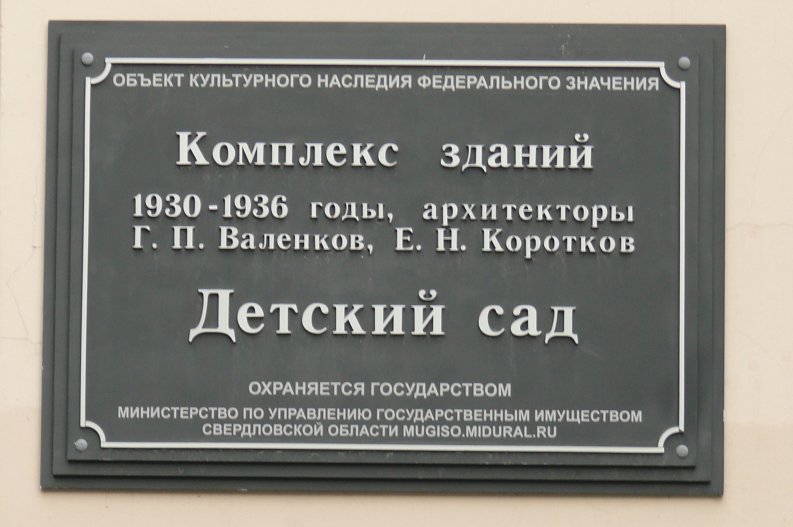 ОБЪЕКТ КУЛЬТУРНОГО НАСЛЕДИЯ ФЕДЕРАЛЬНОГО ЗНАЧЕНИЯ
Комплекс зданий
1930-1936 годы, архитекторы
Г. П. Валенков, Е. Н. Коротков
Детский сад
ОХРАНЯЕТСЯ ГОСУДАРСТВОМ
МИНИСТЕРСТВО ПО УПРАВЛЕНИЮ ГОСУДАРСТВЕННЫМ ИМУЩЕСТВОМ
СВЕРДЛОВСКОЙ ОБЛАСТИ MUGISO.MIDURAL.RU